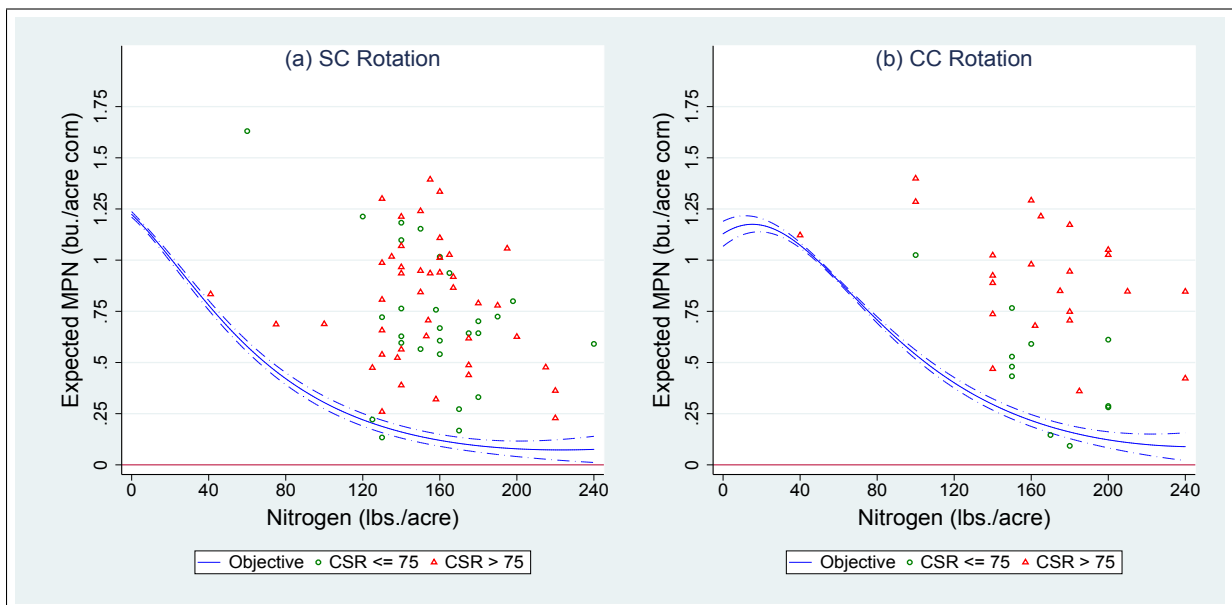 (a) SC Rotation
Expected MPN (bu./acre corn)
1.75
1.5
1.25
1
.75
.5
.25
0
0 40 80 120 160 200 240
Nitrogen (lbs./acre)
Objective CSR <= 75 CSR > 75
(b) CC Rotation
Expected MPN (bu./acre corn)
1.75
1.5
1.25
1
.75
.5
.25
0
0 40 80 120 160 200 240
Nitrogen (lbs./acre)
Objective CSR <= 75 CSR > 75